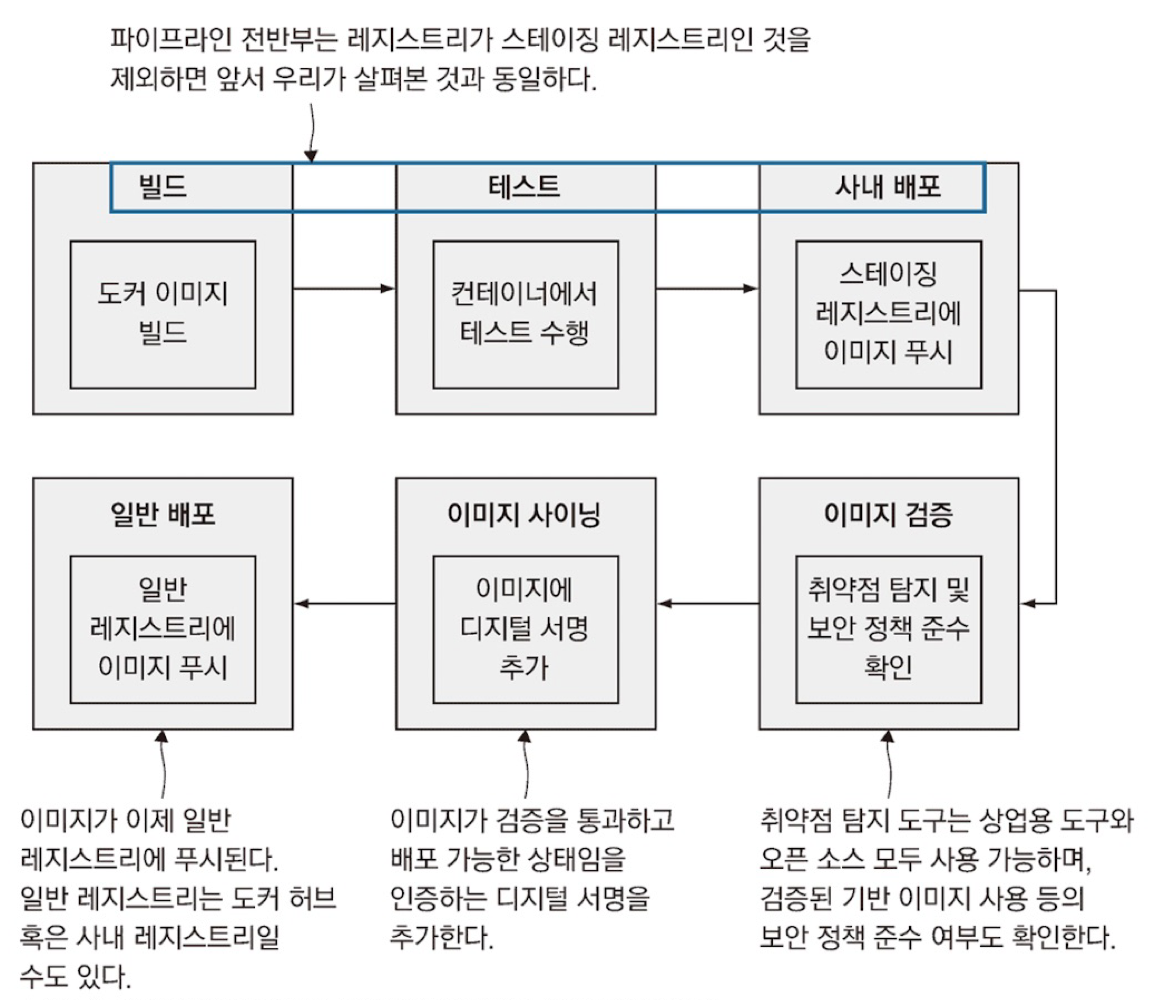 파이프라인 전반부는 레지스트리가 스테이징 레지스트리인 것을
제외하면 앞서 우리가 살펴본 것과 동일하다.
빌드
도커 이미지
빌드
테스트
컨테이너에서
테스트 수행
사내 배포
스테이징
레지스트리에
이미지 푸시
이미지 검증
취약점 탐지 및
보안 정책 준수
확인
이미지 사이닝
이미지에
디지털 서명
추가
일반 배포
일반
레지스트리에
이미지 푸시
이미지가 이제 일반
레지스트리에 푸시된다.
일반 레지스트리는 도커 허브
혹은 사내 레지스트리일
수도 있다.
이미지가 검증을 통과하고
배포 가능한 상태임을
인증하는 디지털 서명을
추가한다.
취약점 탐지 도구는 상업용 도구와
오픈 소스 모두 사용 가능하며,
검증된 기반 이미지 사용 등의
보안 정책 준수 여부도 확인한다.